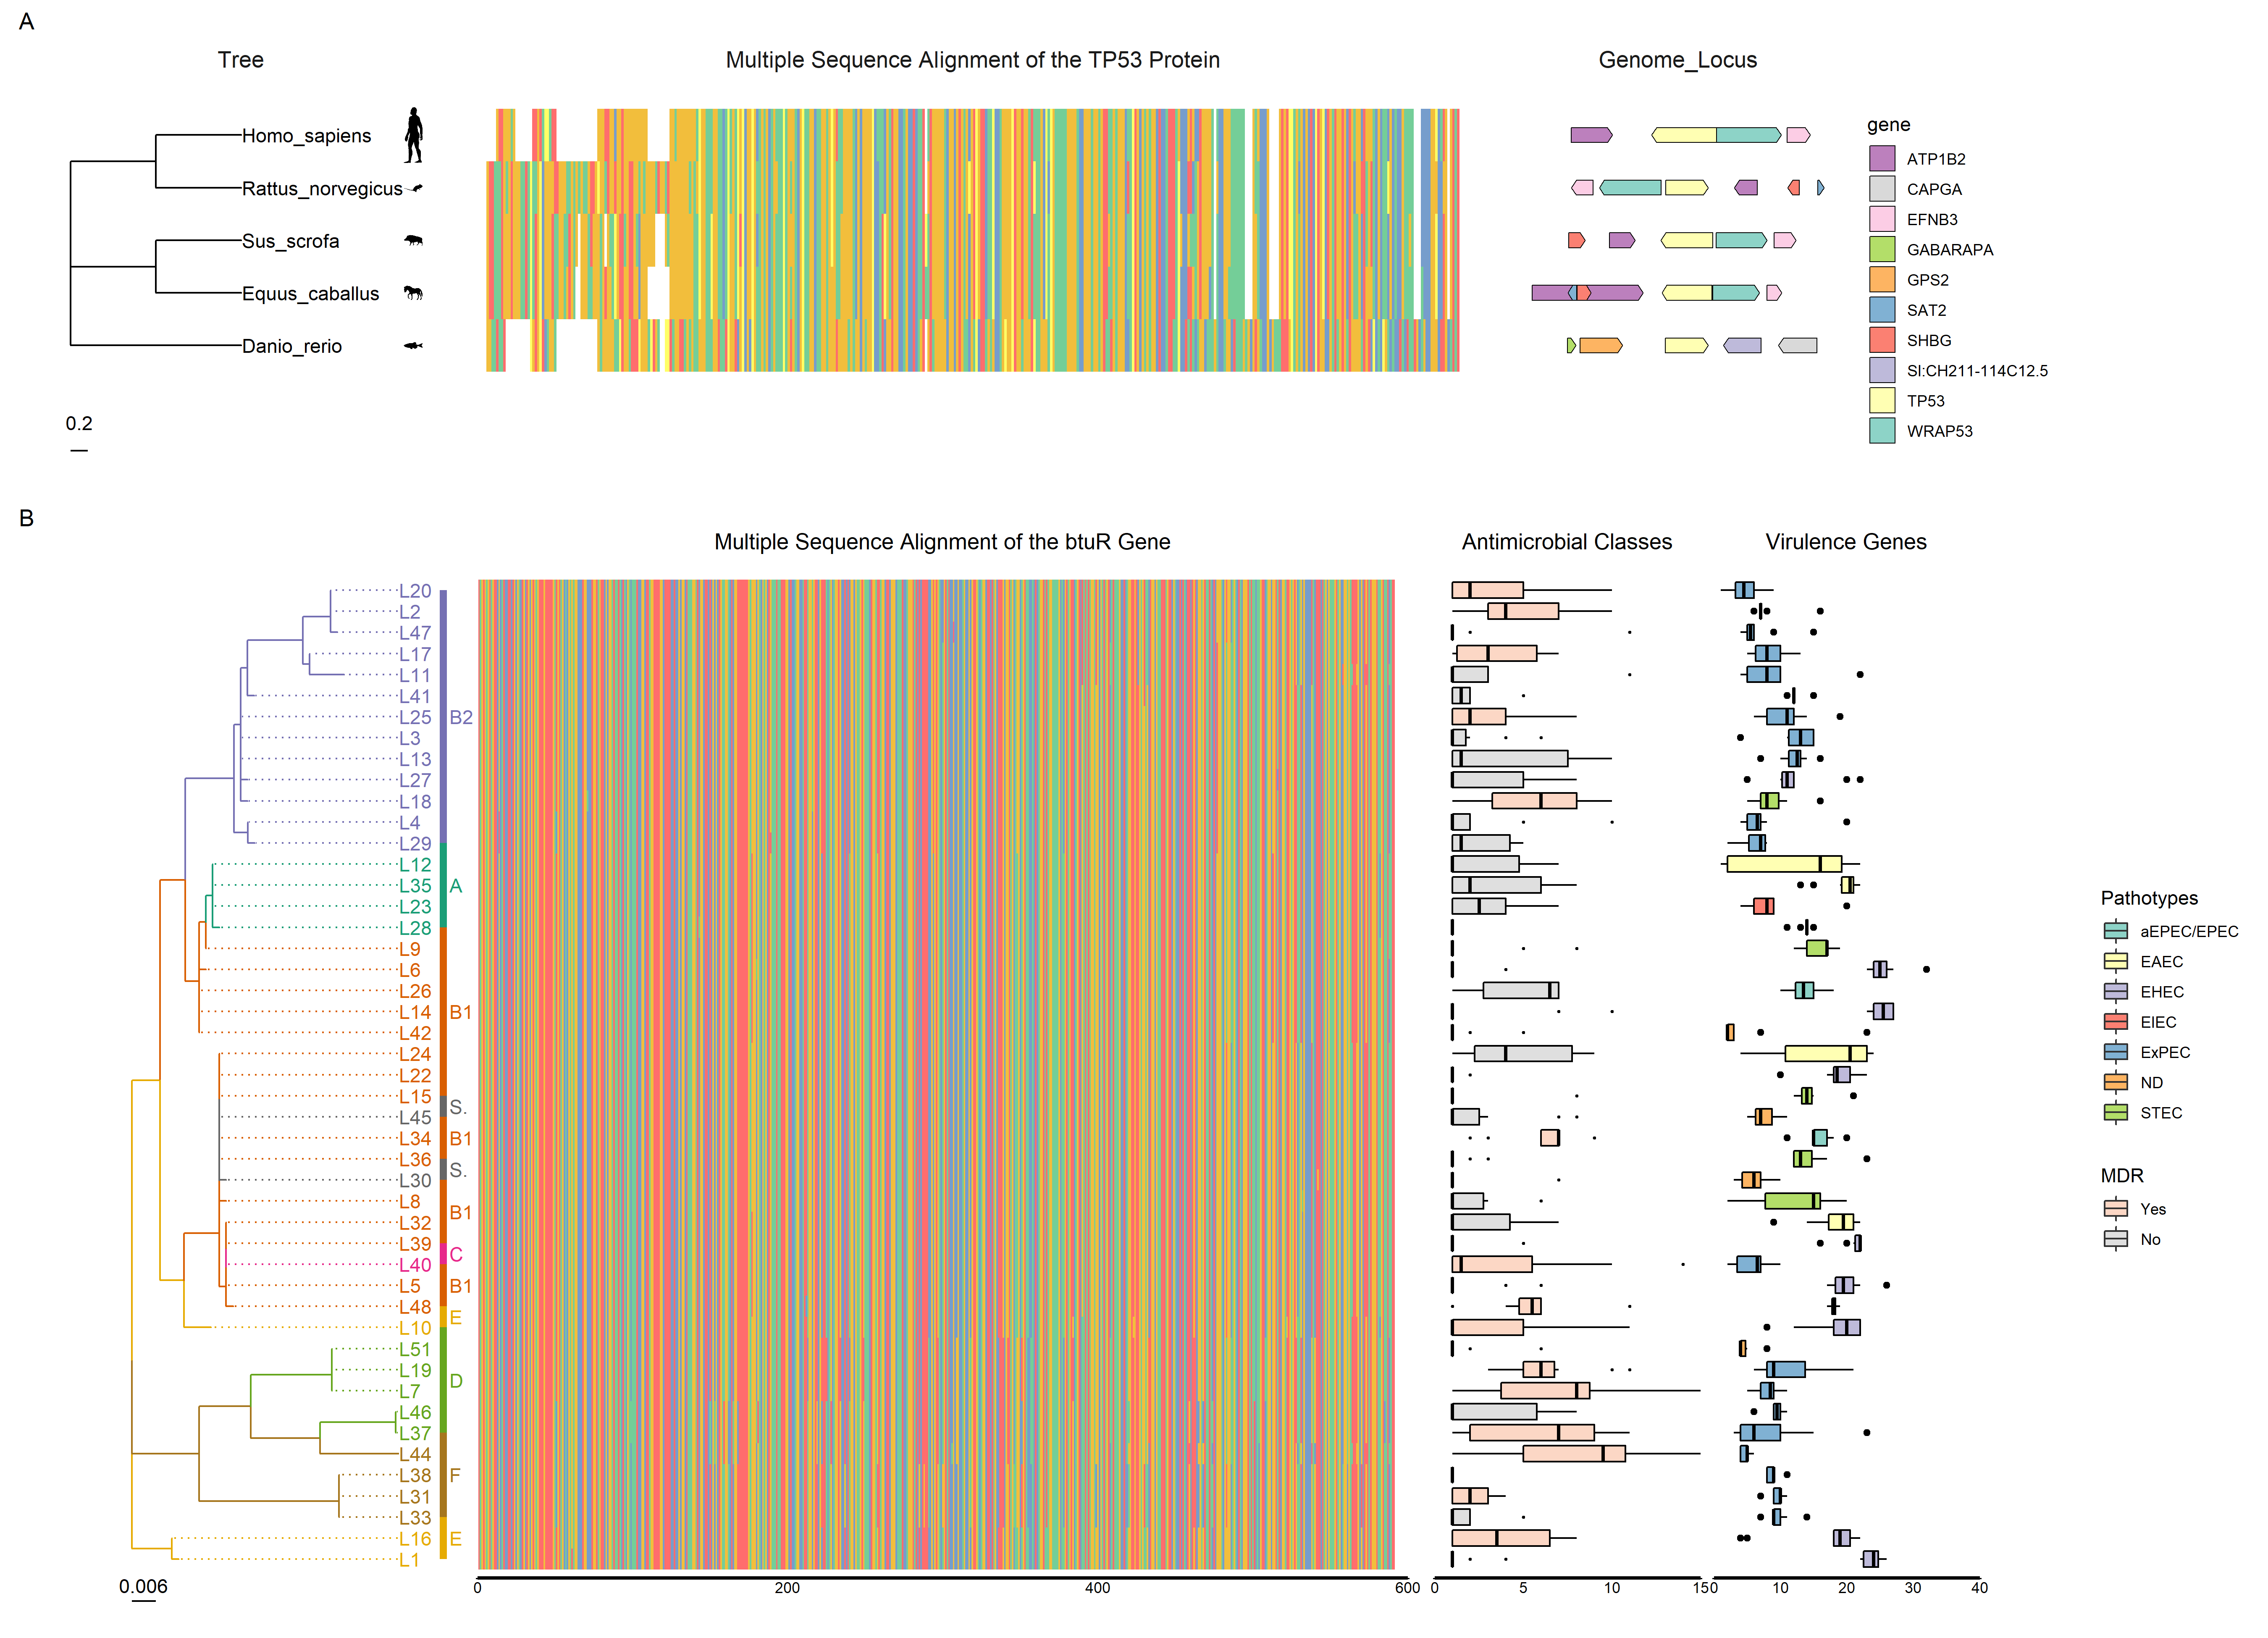 A
Tree
Multiple Sequence Alignment of the TP53 Protein
Genome_Locus
Homo_sapiens
Rattus_norvegicus
Sus_scrofa
Equus_caballus
Danio_rerio
0.2
gene
ATP1B2
CAPGA
EFNB3
GABARAPA
GPS2
SAT2
SHBG
SI:CH211-114C12.5
TP53
WRAP53
B
Multiple Sequence Alignment of the btuR Gene
Antimicrobial Classes
Virulence Genes
L20
L2
L47
L17
L11
L41
L25
B2
L3
L13
L27
L18
L4
L29
L12
L35
A
L23
L28
L9
L6
L26
L14
B1
L42
L24
L22
L15
S.
L45
L34
B1
L36
S.
L30
L8
B1
L32
L39
C
L40
L5
B1
L48
E
L10
L51
L19
D
L7
L46
L37
L44
L38
F
L31
L33
L16
E
L1
0.006
0 200 400 600
0 5 10 15
0 10 20 30 40
Pathotypes
aEPEC/EPEC
EAEC
EHEC
EIEC
ExPEC
ND
STEC
MDR
Yes
No